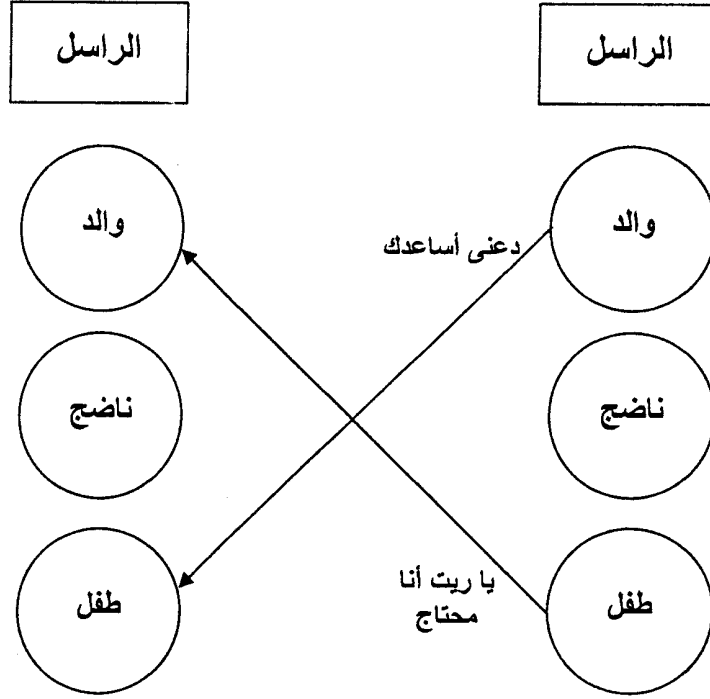 الراسل
الراسل
والد
والد
دعنى أساعدك
ناضج
ناضج
يا ريت أنا
محتاج
طفل
طفل